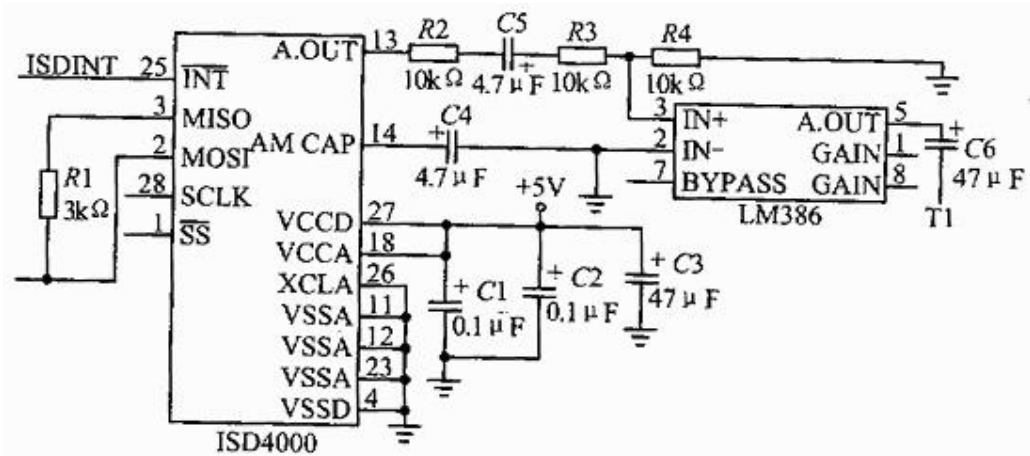 ISDINT
25
INT
3
MISO
2
MOSI
28
SCLK
1
SS
R1
3kΩ
A.OUT
13
AM CAP
14
VCCD
27
VCCA
18
XCLA
26
VSSA
11
VSSA
12
VSSA
23
VSSD
4
ISD4000
R2
10kΩ
C5
+
4.7μF
R3
10kΩ
R4
10kΩ
+
C4
4.7μF
+5V
+
C1
0.1μF
+
C2
0.1μF
+
C3
47μF
3
IN+
2
IN-
7
BYPASS
A.OUT
5
GAIN
1
GAIN
8
LM386
+
C6
47μF
T1